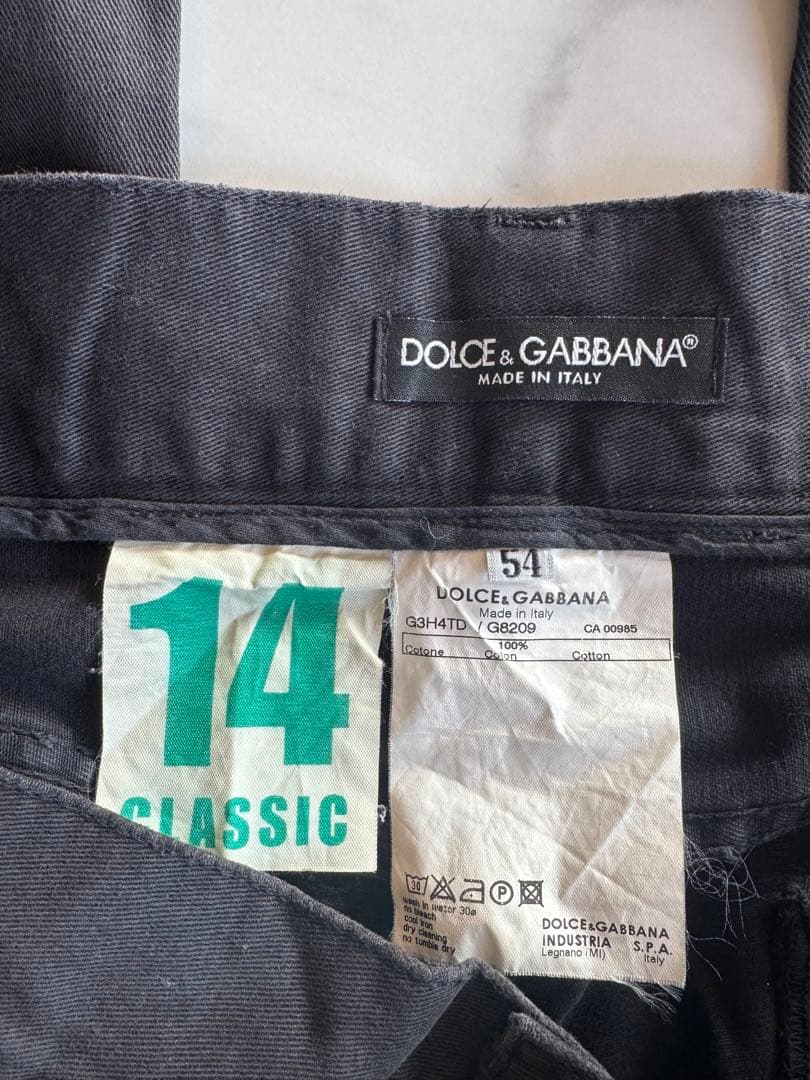 DOLCE & GABBANA®
MADE IN ITALY
14
CLASSIC
54
DOLCE & GABBANA
Made in Italy
G3H4TD / G8209 CA 00985
100%
Cotone Coton Cotton
30 P
wash in water 30ø
no bleach
cool iron
dry cleaning
no tumble dry
DOLCE & GABBANA
INDUSTRIA S.P.A.
Legnano (MI) Italy